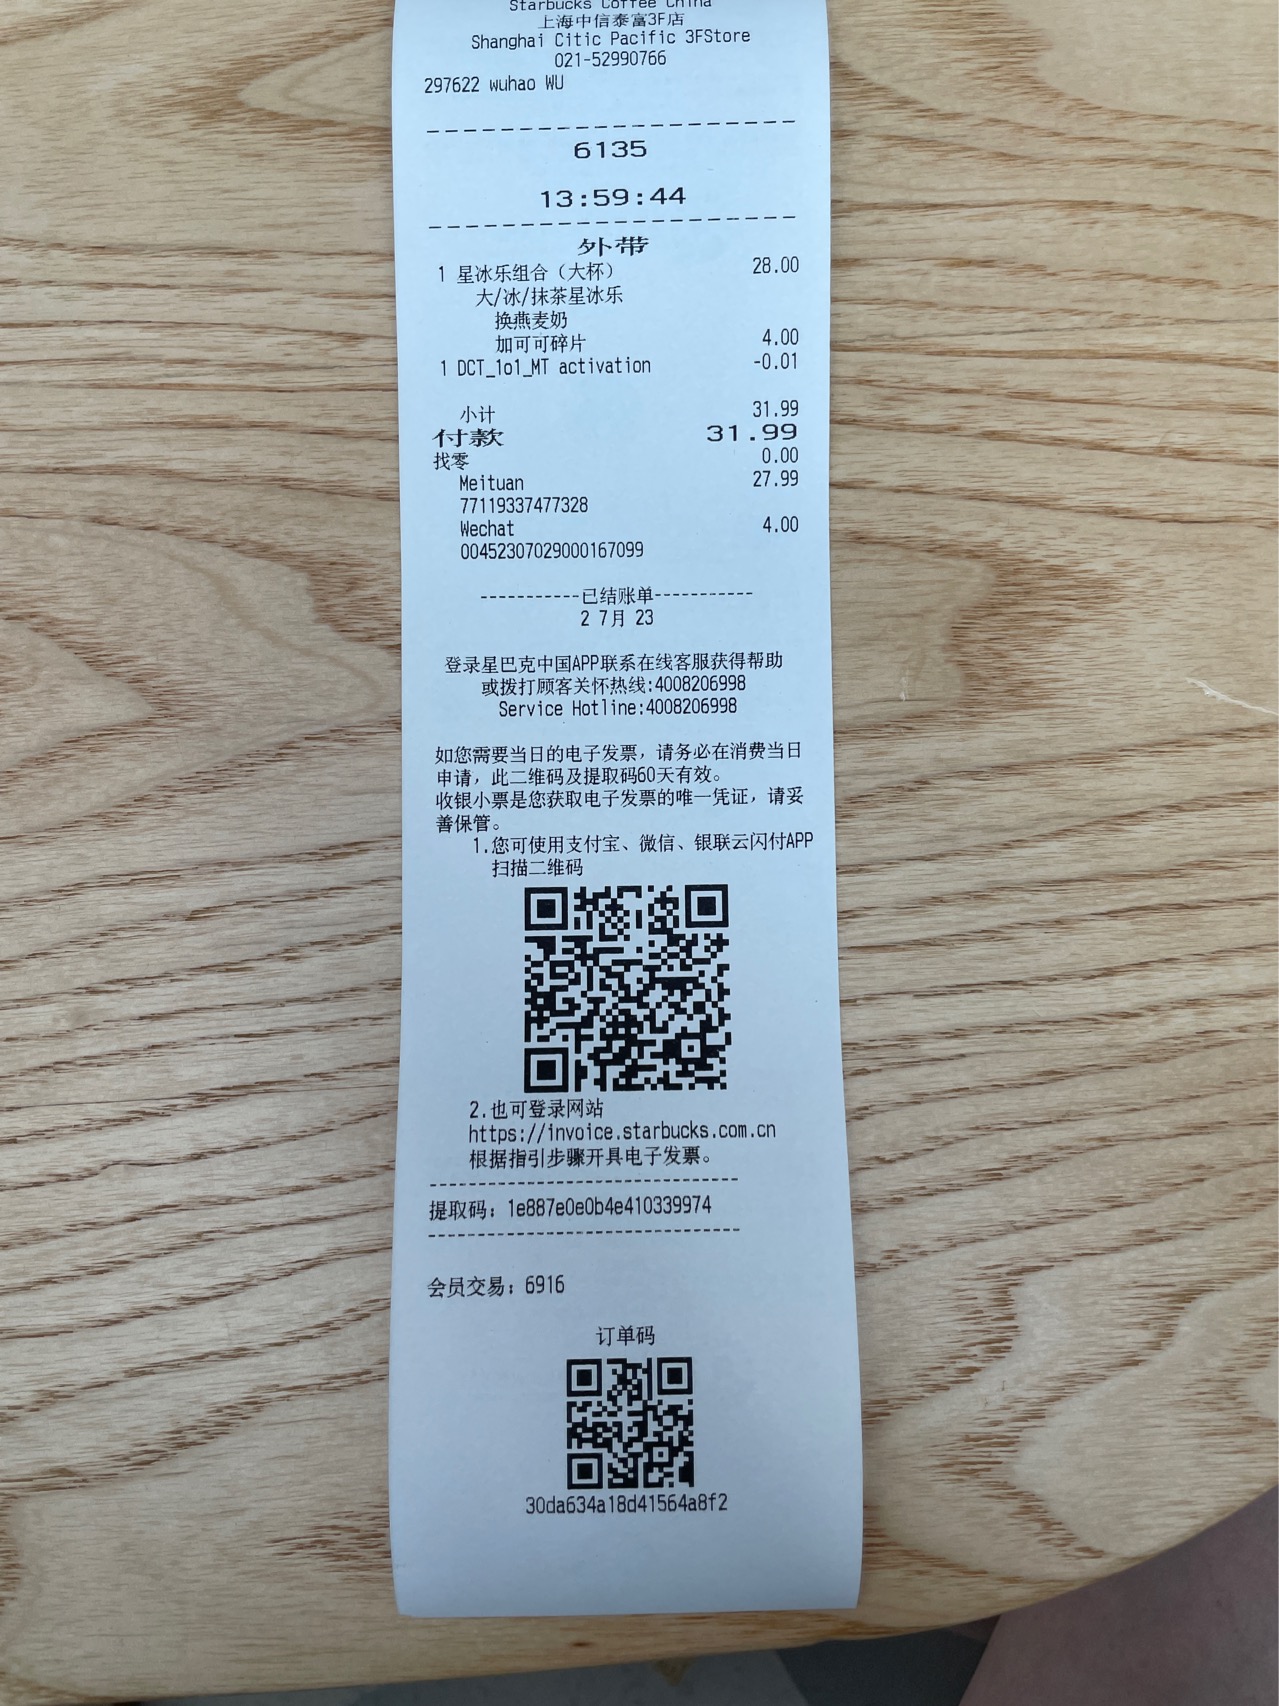 Starbucks Coffee China
上海中信泰富3F店
Shanghai Citic Pacific 3FStore
021-52990766
297622 wuhao WU
6135
13:59:44
外带
1 星冰乐组合（大杯） 28.00
大/冰/抹茶星冰乐
换燕麦奶
加可可碎片 4.00
1 DCT_1o1_MT activation -0.01
小计 31.99
付款 31.99
找零 0.00
Meituan 27.99
77119337477328
Wechat 4.00
00452307029000167099
-----------已结账单-----------
2 7月 23
登录星巴克中国APP联系在线客服获得帮助
或拨打顾客关怀热线:4008206998
Service Hotline:4008206998
如您需要当日的电子发票，请务必在消费当日
申请，此二维码及提取码60天有效。
收银小票是您获取电子发票的唯一凭证，请妥
善保管。
1.您可使用支付宝、微信、银联云闪付APP
扫描二维码
2.也可登录网站
https://invoice.starbucks.com.cn
根据指引步骤开具电子发票。
提取码：1e887e0e0b4e410339974
会员交易：6916
订单码
30da634a18d41564a8f2